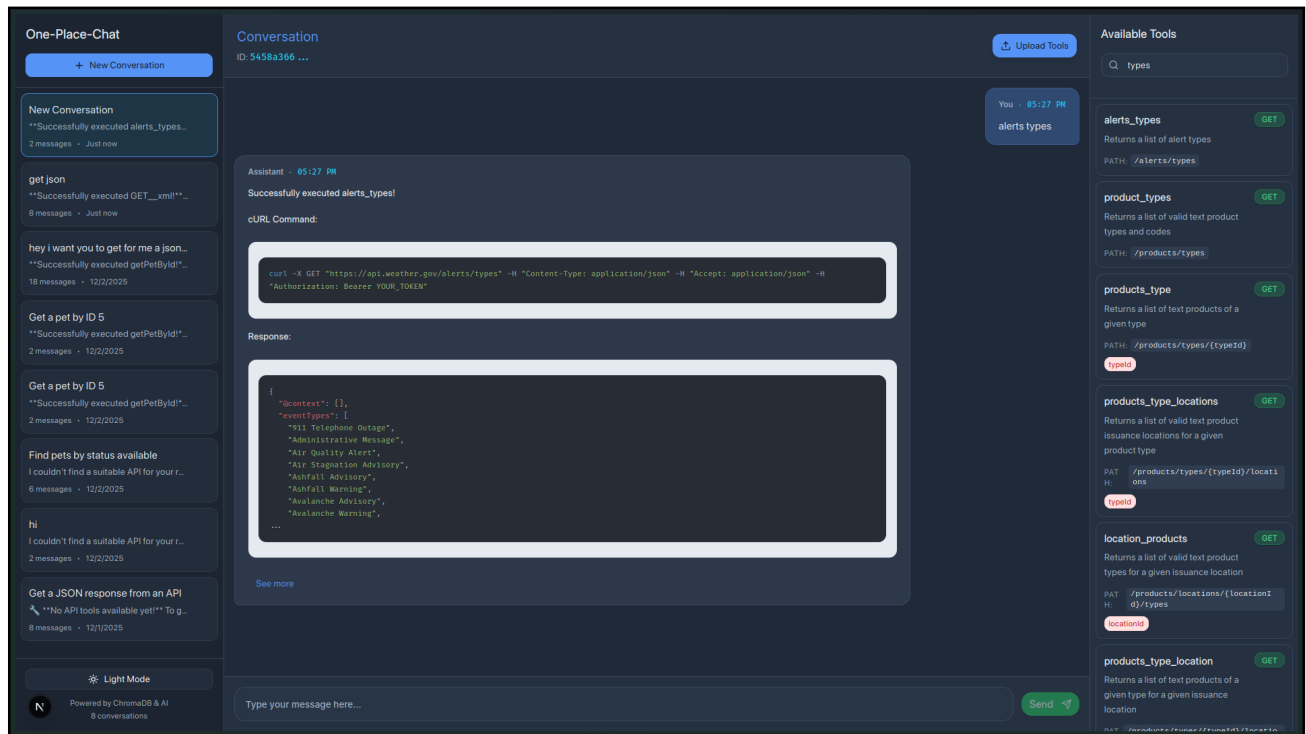 One-Place-Chat
+ New Conversation
New Conversation
**Successfully executed alerts_types...
2 messages • Just now
get json
**Successfully executed GET__xml!**...
8 messages • Just now
hey i want you to get for me a json...
**Successfully executed getPetById!*...
18 messages • 12/2/2025
Get a pet by ID 5
**Successfully executed getPetById!*...
2 messages • 12/2/2025
Get a pet by ID 5
**Successfully executed getPetById!*...
2 messages • 12/2/2025
Find pets by status available
I couldn't find a suitable API for your r...
6 messages • 12/2/2025
hi
I couldn't find a suitable API for your r...
2 messages • 12/2/2025
Get a JSON response from an API
🔧 **No API tools available yet!** To g...
8 messages • 12/1/2025
Light Mode
N
Powered by ChromaDB & AI
8 conversations
Conversation
ID: 5458a366 ...
Upload Tools
You · 05:27 PM
alerts types
Assistant · 05:27 PM
Successfully executed alerts_types!
cURL Command:
curl -X GET "https://api.weather.gov/alerts/types" -H "Content-Type: application/json" -H "Accept: application/json" -H
"Authorization: Bearer YOUR_TOKEN"
Response:
{
"@context": [],
"eventTypes": [
"911 Telephone Outage",
"Administrative Message",
"Air Quality Alert",
"Air Stagnation Advisory",
"Ashfall Advisory",
"Ashfall Warning",
"Avalanche Advisory",
"Avalanche Warning",
...
See more
Type your message here...
Send
Available Tools
types
alerts_types GET
Returns a list of alert types
PATH: /alerts/types
product_types GET
Returns a list of valid text product
types and codes
PATH: /products/types
products_type GET
Returns a list of text products of a
given type
PATH: /products/types/{typeId}
typeId
products_type_locations GET
Returns a list of valid text product
issuance locations for a given
product type
PAT /products/types/{typeId}/locati
H: ons
typeId
location_products GET
Returns a list of valid text product
types for a given issuance location
PAT /products/locations/{locationI
H: d}/types
locationId
products_type_location GET
Returns a list of text products of a
given type for a given issuance
location
PAT /products/types/{typeId}/locatio